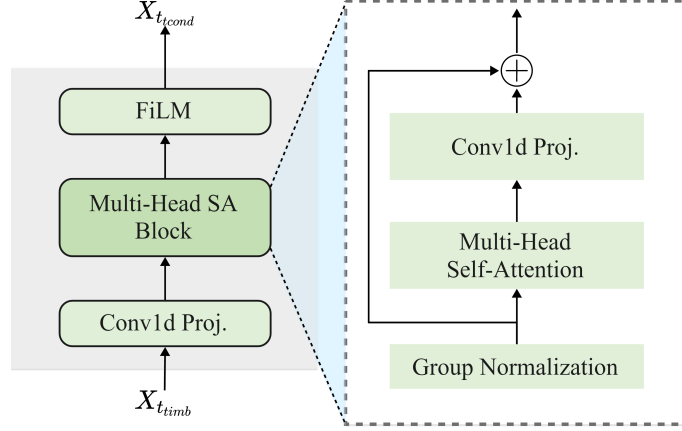 X_{t_{tcond}}
FiLM
Multi-Head SA
Block
Conv1d Proj.
X_{t_{timb}}
Conv1d Proj.
Multi-Head
Self-Attention
Group Normalization